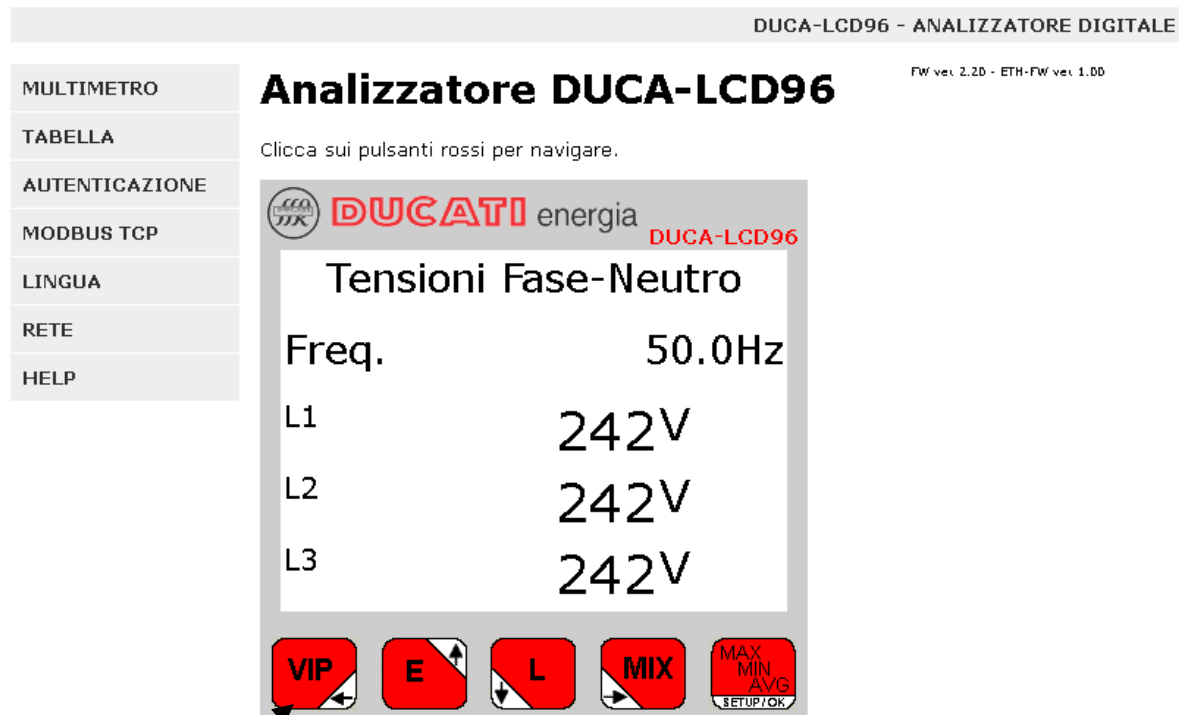 DUCA-LCD96 - ANALIZZATORE DIGITALE
MULTIMETRO
TABELLA
AUTENTICAZIONE
MODBUS TCP
LINGUA
RETE
HELP
Analizzatore DUCA-LCD96
FW ver. 2.20 - ETH-FW ver. 1.00
Clicca sui pulsanti rossi per navigare.
DUCATI energia
DUCA-LCD96
Tensioni Fase-Neutro
Freq. 50.0Hz
L1 242V
L2 242V
L3 242V
VIP E L MIX MAX
MIN
AVG
SETUP/OK